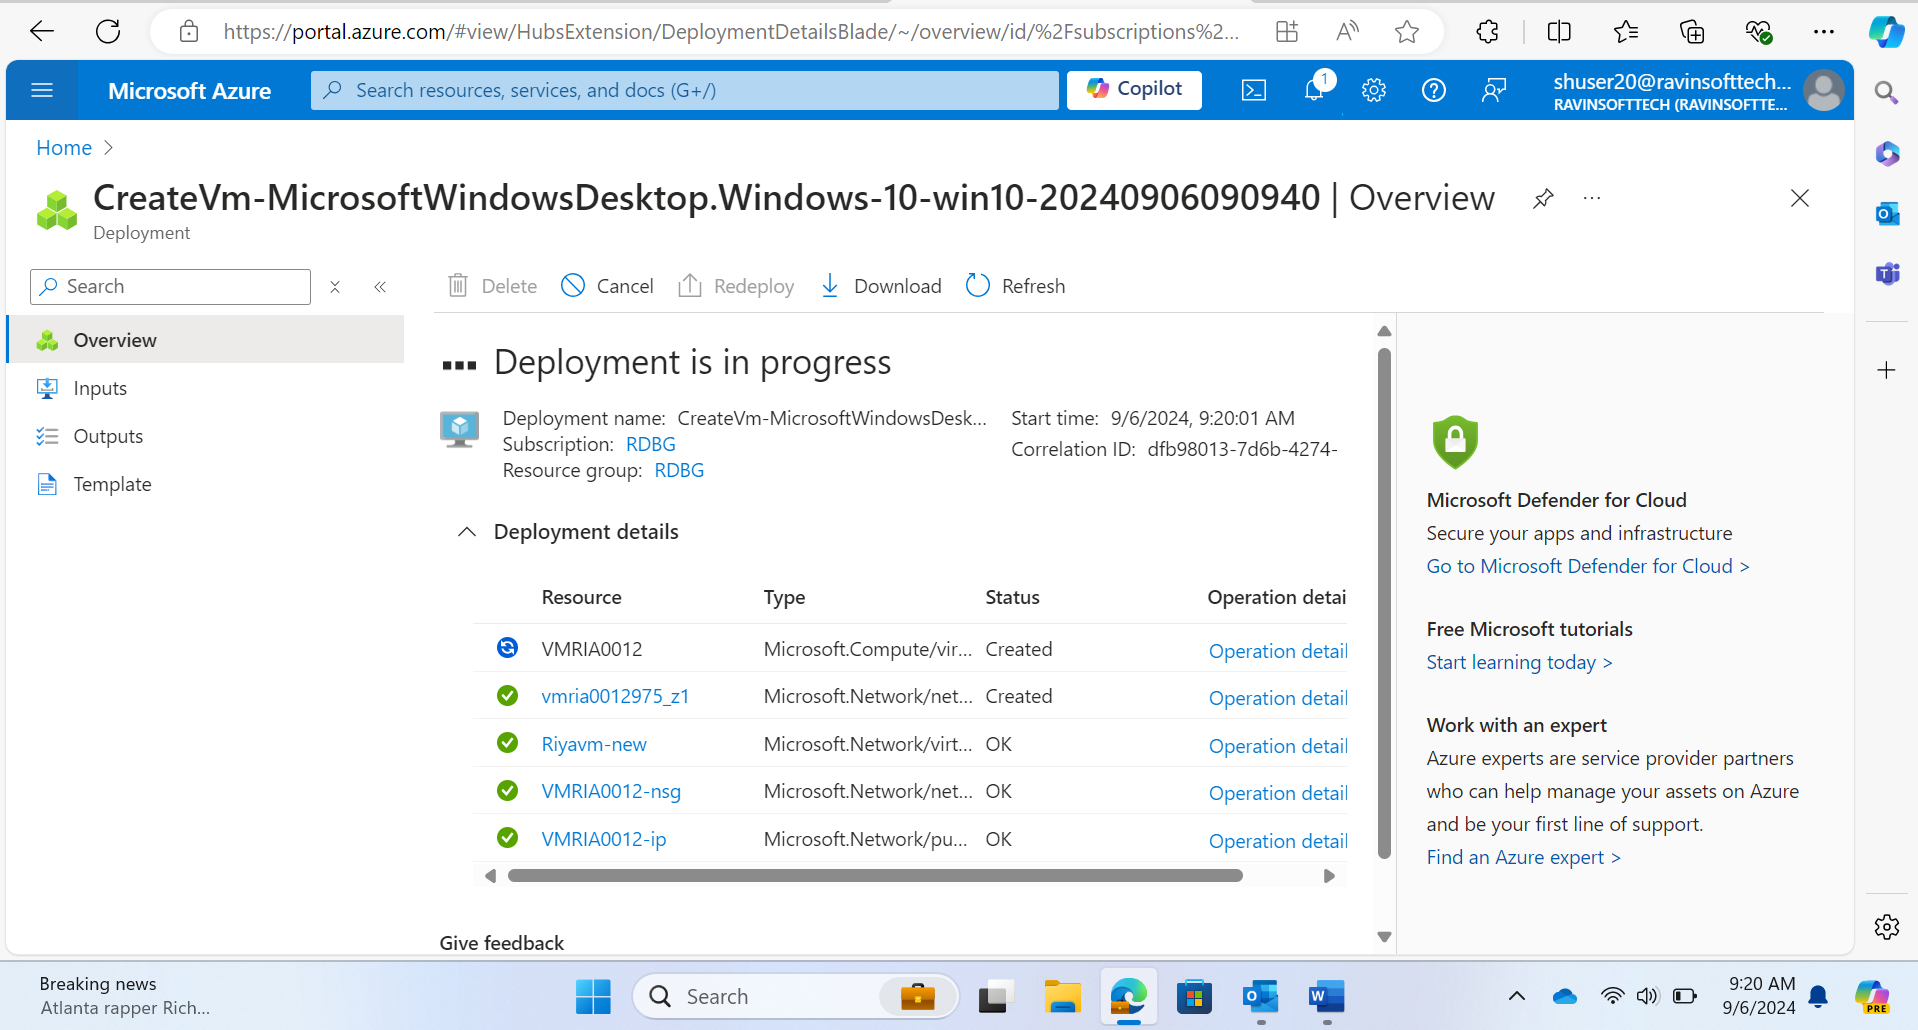 https://portal.azure.com/#view/HubsExtension/DeploymentDetailsBlade/~/overview/id/%2Fsubscriptions%2...
Microsoft Azure
Search resources, services, and docs (G+/)
Copilot
1
shuser20@ravinsofttech...
RAVINSOFTTECH (RAVINSOFTTE...
Home
CreateVm-MicrosoftWindowsDesktop.Windows-10-win10-20240906090940 | Overview
Deployment
Search
Delete
Cancel
Redeploy
Download
Refresh
Overview
Inputs
Outputs
Template
Deployment is in progress
Deployment name: CreateVm-MicrosoftWindowsDesk...
Subscription: RDBG
Resource group: RDBG
Start time: 9/6/2024, 9:20:01 AM
Correlation ID: dfb98013-7d6b-4274-
Deployment details
Resource Type Status Operation detai
VMRIA0012 Microsoft.Compute/vir... Created Operation detail
vmria0012975_z1 Microsoft.Network/net... Created Operation detail
Riyavm-new Microsoft.Network/virt... OK Operation detail
VMRIA0012-nsg Microsoft.Network/net... OK Operation detail
VMRIA0012-ip Microsoft.Network/pu... OK Operation detail
Give feedback
Microsoft Defender for Cloud
Secure your apps and infrastructure
Go to Microsoft Defender for Cloud >
Free Microsoft tutorials
Start learning today >
Work with an expert
Azure experts are service provider partners
who can help manage your assets on Azure
and be your first line of support.
Find an Azure expert >
Breaking news
Atlanta rapper Rich...
Search
9:20 AM
9/6/2024
PRE